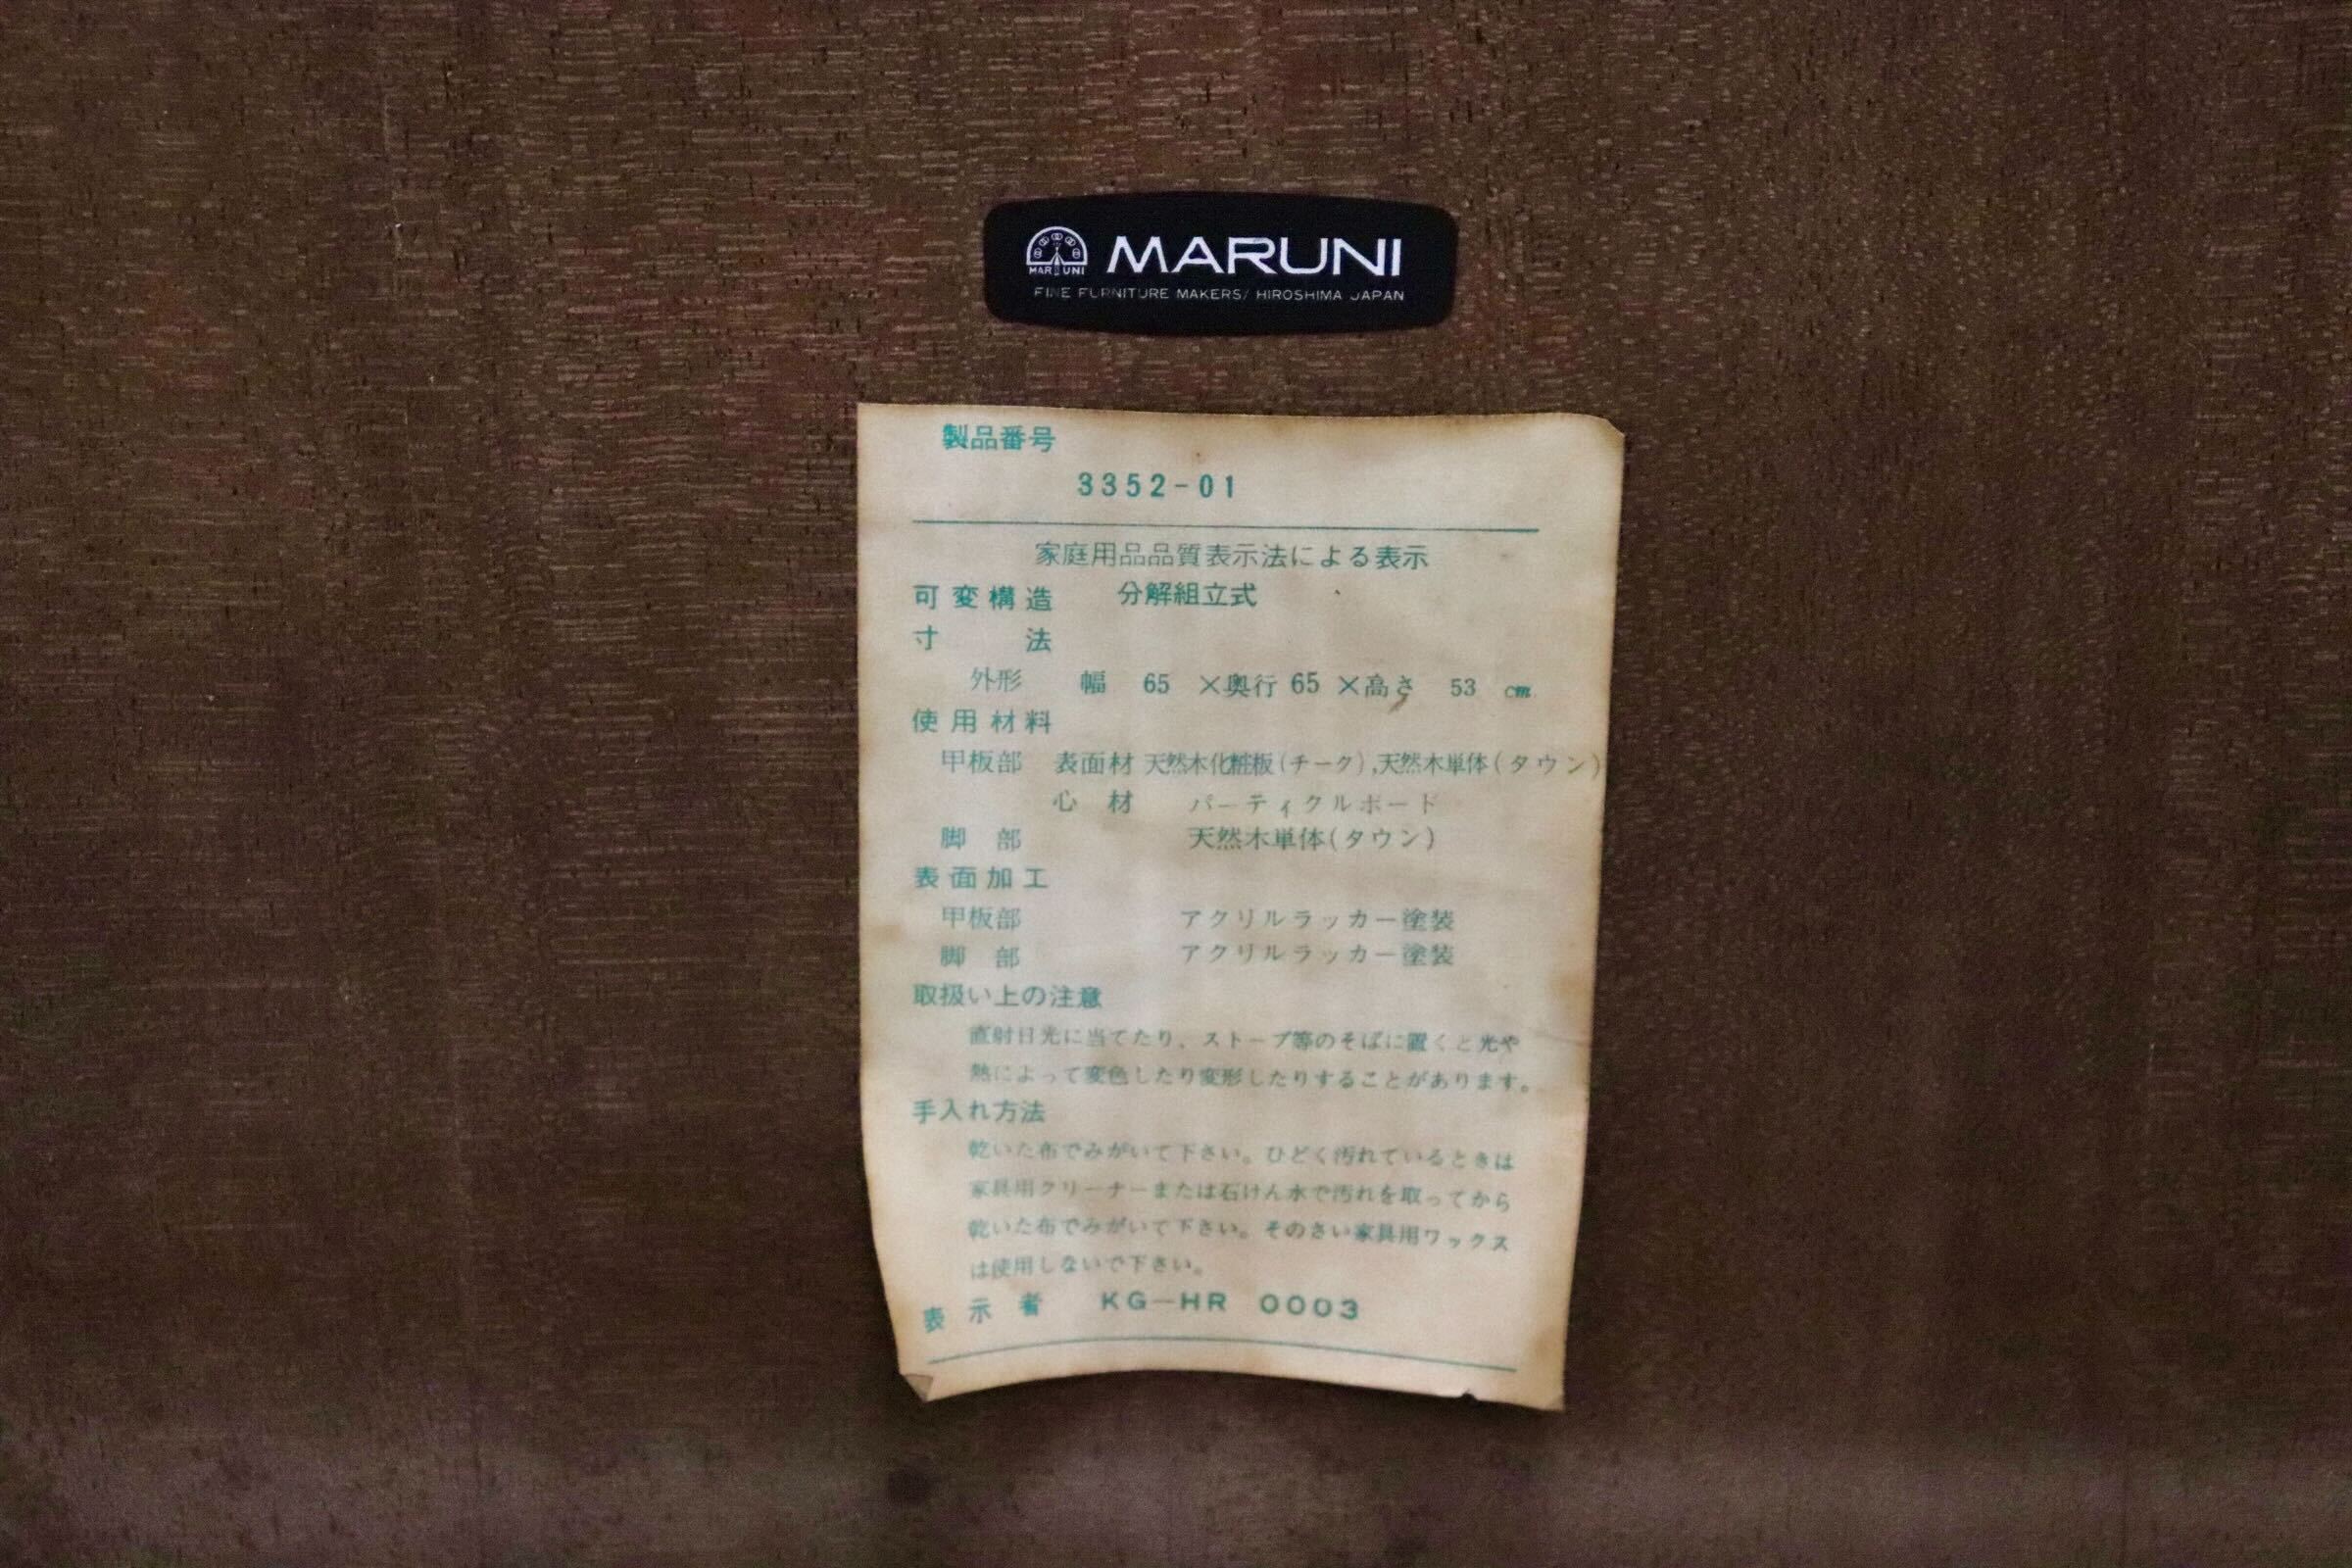 MARUNI
MARUNI
FINE FURNITURE MAKERS/ HIROSHIMA JAPAN
製品番号
3352-01
家庭用品品質表示法による表示
可変構造 分解組立式
寸法
外形 幅 65 ×奥行 65 ×高さ 53 cm
使用材料
甲板部 表面材 天然木化粧板(チーク),天然木単体(タウン)
心材 パーティクルボード
脚部 天然木単体(タウン)
表面加工
甲板部 アクリルラッカー塗装
脚部 アクリルラッカー塗装
取扱い上の注意
直射日光に当てたり、ストーブ等のそばに置くと光や
熱によって変色したり変形したりすることがあります。
手入れ方法
乾いた布でみがいて下さい。ひどく汚れているときは
家具用クリーナーまたは石けん水で汚れを取ってから
乾いた布でみがいて下さい。そのさい家具用ワックス
は使用しないで下さい。
表示者 KG-HR 0003